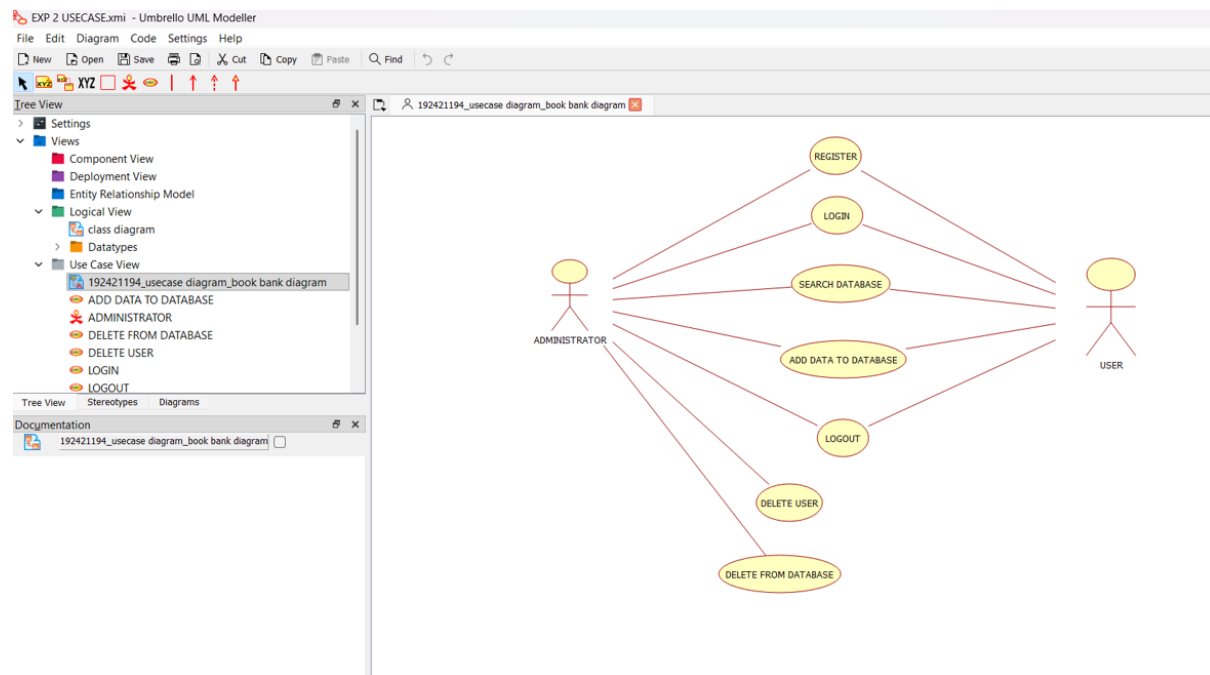 EXP 2 USECASE.xmi - Umbrello UML Modeller
File Edit Diagram Code Settings Help
New Open Save Cut Copy Paste Find
XYZ XYZ
Tree View
192421194_usecase diagram_book bank diagram
Settings
Views
Component View
Deployment View
Entity Relationship Model
Logical View
class diagram
Datatypes
Use Case View
192421194_usecase diagram_book bank diagram
ADD DATA TO DATABASE
ADMINISTRATOR
DELETE FROM DATABASE
DELETE USER
LOGIN
LOGOUT
Tree View Stereotypes Diagrams
Documentation
192421194_usecase diagram_book bank diagram
REGISTER
LOGIN
SEARCH DATABASE
ADMINISTRATOR
ADD DATA TO DATABASE
USER
LOGOUT
DELETE USER
DELETE FROM DATABASE